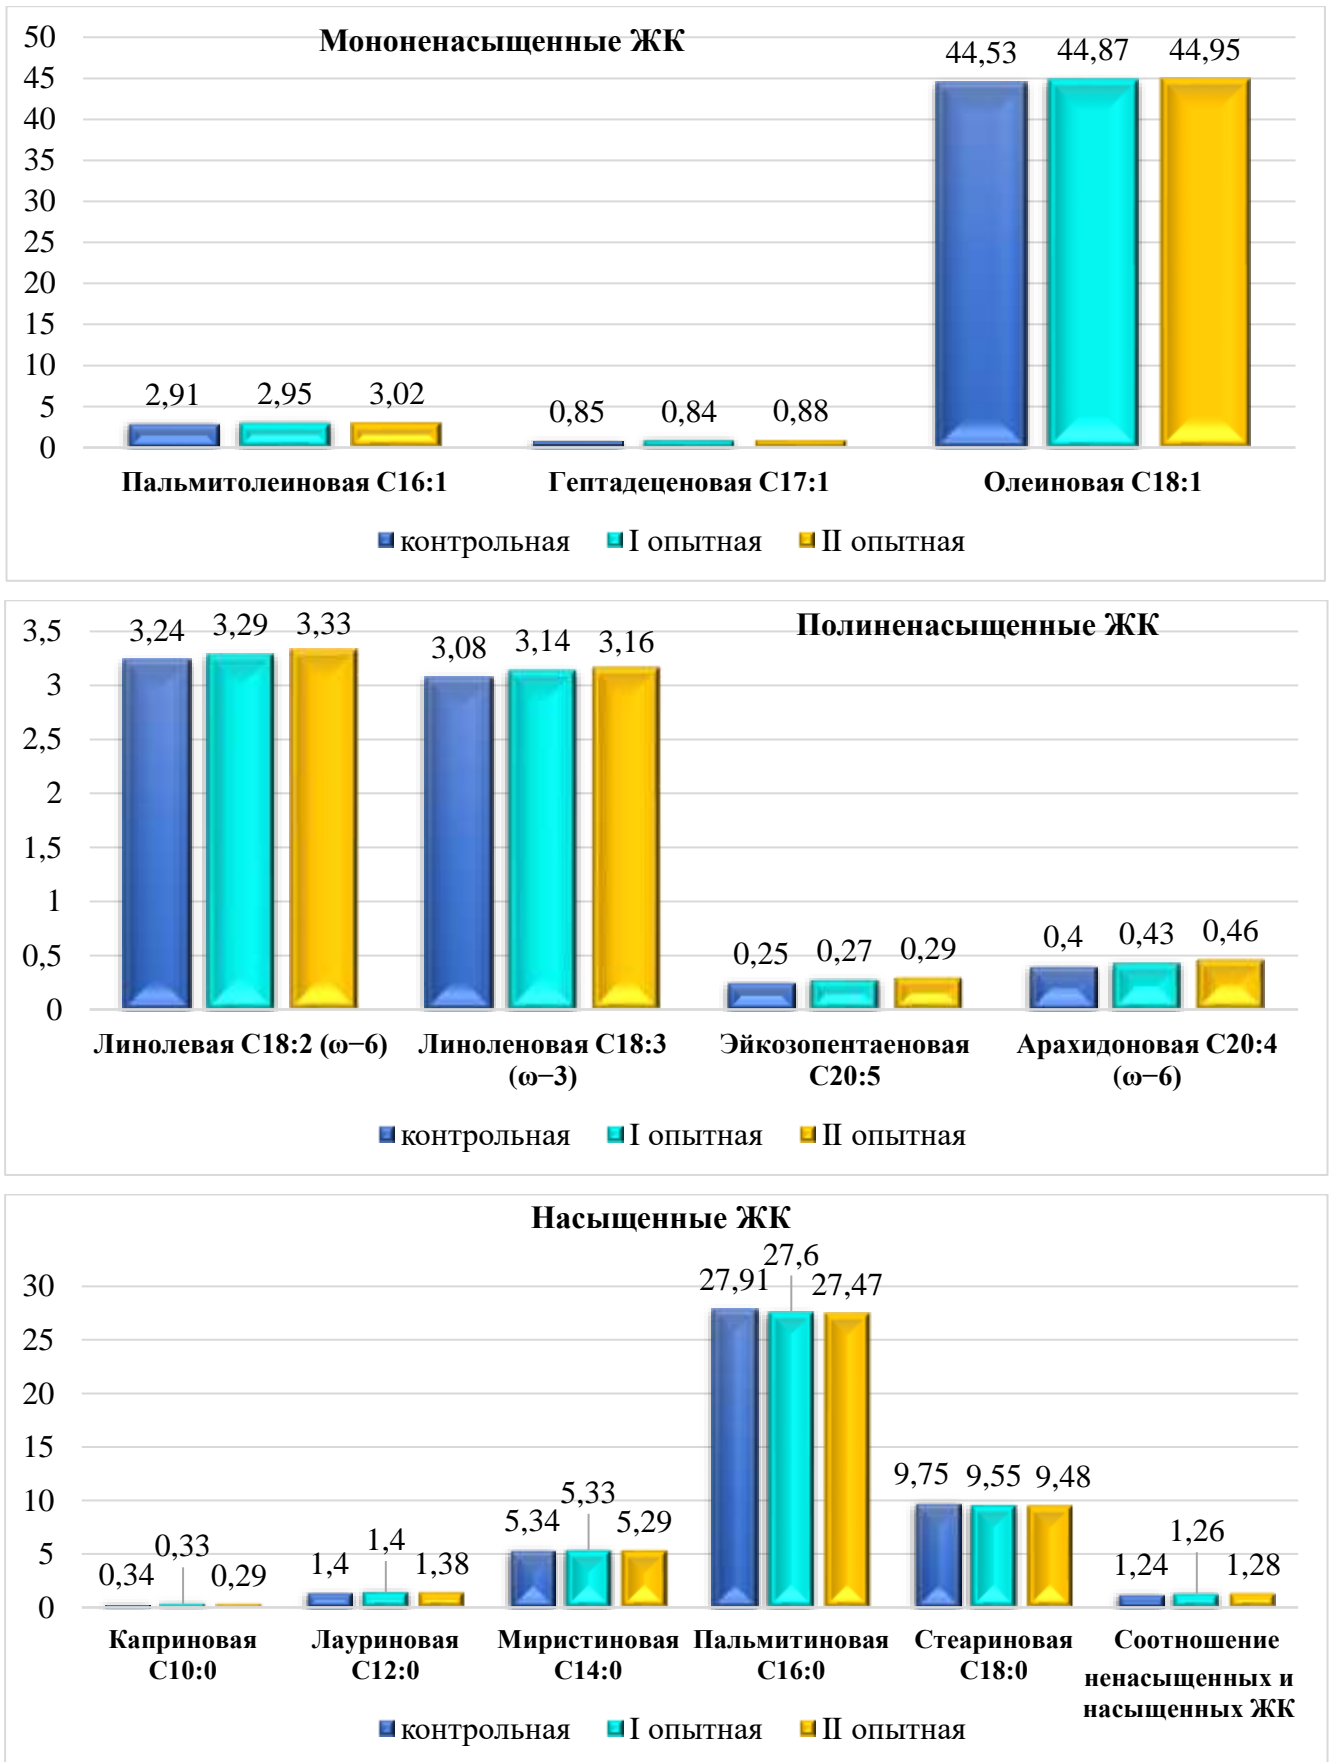 Мононенасыщенные ЖК
50
45
40
35
30
25
20
15
10
5
0
44,53 44,87 44,95
2,91 2,95 3,02
0,85 0,84 0,88
Пальмитолеиновая С16:1 Гептадеценовая С17:1 Олеиновая С18:1
контрольная I опытная II опытная
Полиненасыщенные ЖК
3,5
3
2,5
2
1,5
1
0,5
0
3,24 3,29 3,33
3,08 3,14 3,16
0,25 0,27 0,29
0,4 0,43 0,46
Линолевая С18:2 (ω−6) Линоленовая С18:3 Эйкозопентаеновая Арахидоновая С20:4
(ω−3) С20:5 (ω−6)
контрольная I опытная II опытная
Насыщенные ЖК
30
25
20
15
10
5
0
0,34 0,33 0,29
1,4 1,4 1,38
5,34 5,33 5,29
27,91 27,6 27,47
9,75 9,55 9,48
1,24 1,26 1,28
Каприновая Лауриновая Миристиновая Пальмитиновая Стеариновая Соотношение
С10:0 С12:0 С14:0 С16:0 С18:0 ненасыщенных и
насыщенных ЖК
контрольная I опытная II опытная